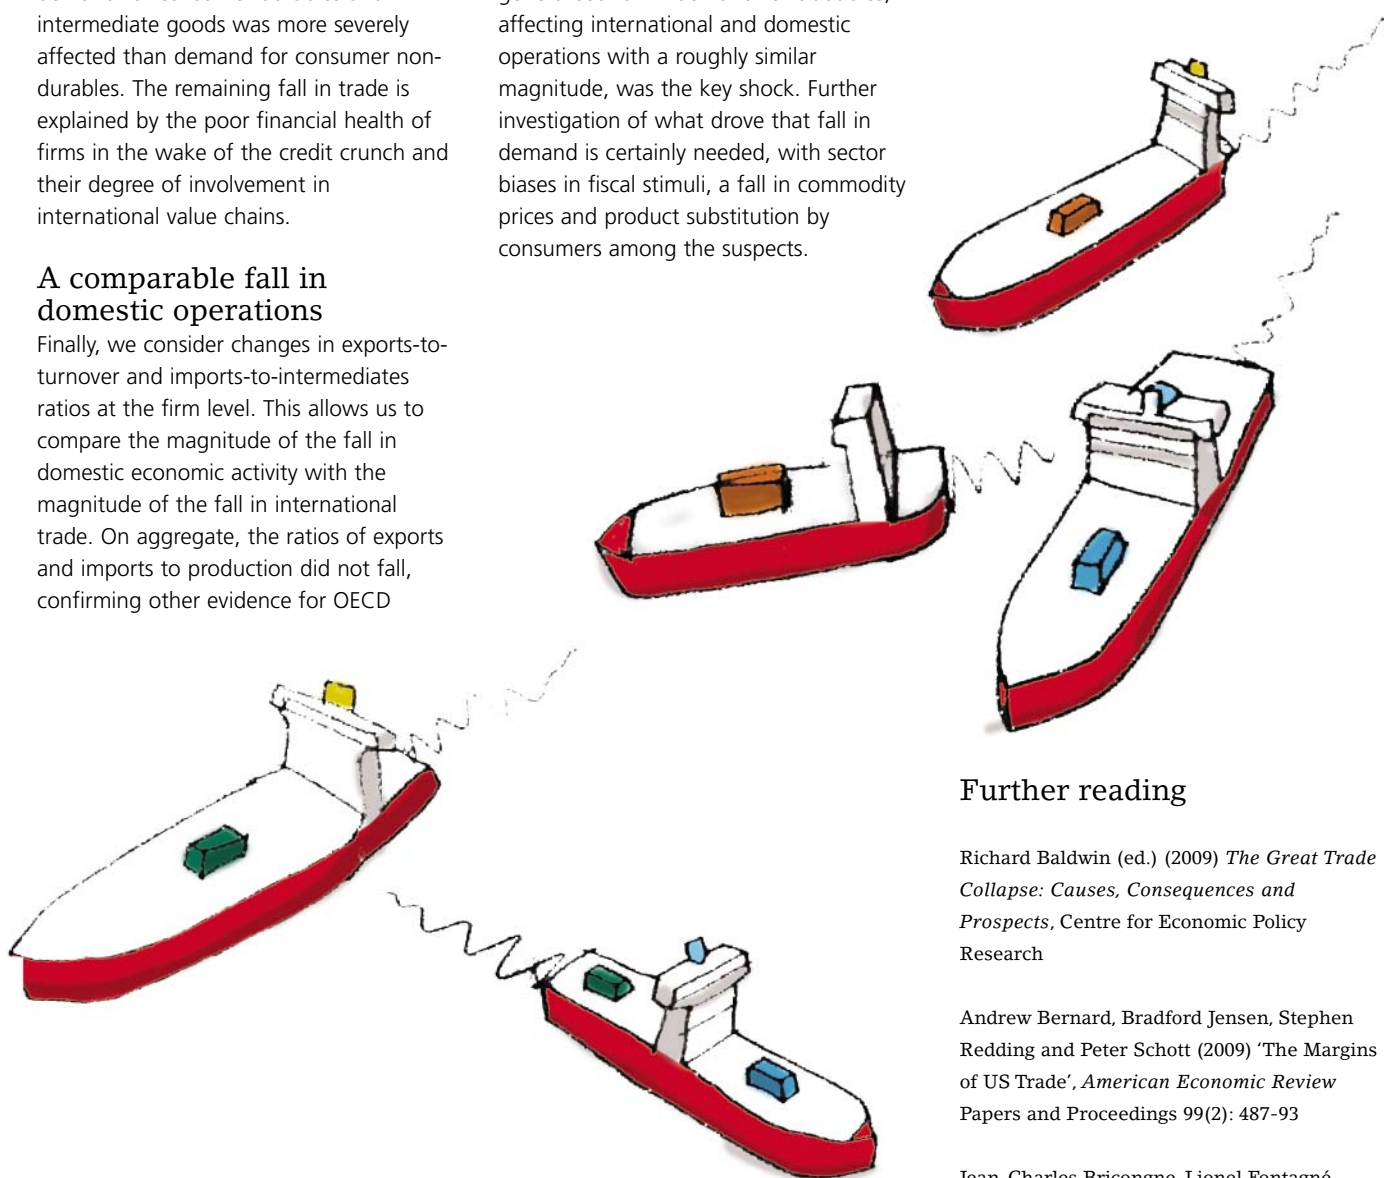 intermediate goods was more severely
affected than demand for consumer non-
durables. The remaining fall in trade is
explained by the poor financial health of
firms in the wake of the credit crunch and
their degree of involvement in
international value chains.
A comparable fall in
domestic operations
Finally, we consider changes in exports-to-
turnover and imports-to-intermediates
ratios at the firm level. This allows us to
compare the magnitude of the fall in
domestic economic activity with the
magnitude of the fall in international
trade. On aggregate, the ratios of exports
and imports to production did not fall,
confirming other evidence for OECD
affecting international and domestic
operations with a roughly similar
magnitude, was the key shock. Further
investigation of what drove that fall in
demand is certainly needed, with sector
biases in fiscal stimuli, a fall in commodity
prices and product substitution by
consumers among the suspects.
Further reading
Richard Baldwin (ed.) (2009) The Great Trade
Collapse: Causes, Consequences and
Prospects, Centre for Economic Policy
Research
Andrew Bernard, Bradford Jensen, Stephen
Redding and Peter Schott (2009) ‘The Margins
of US Trade’, American Economic Review
Papers and Proceedings 99(2): 487-93
Jean-Charles Bricongne, Lionel Fontagné,